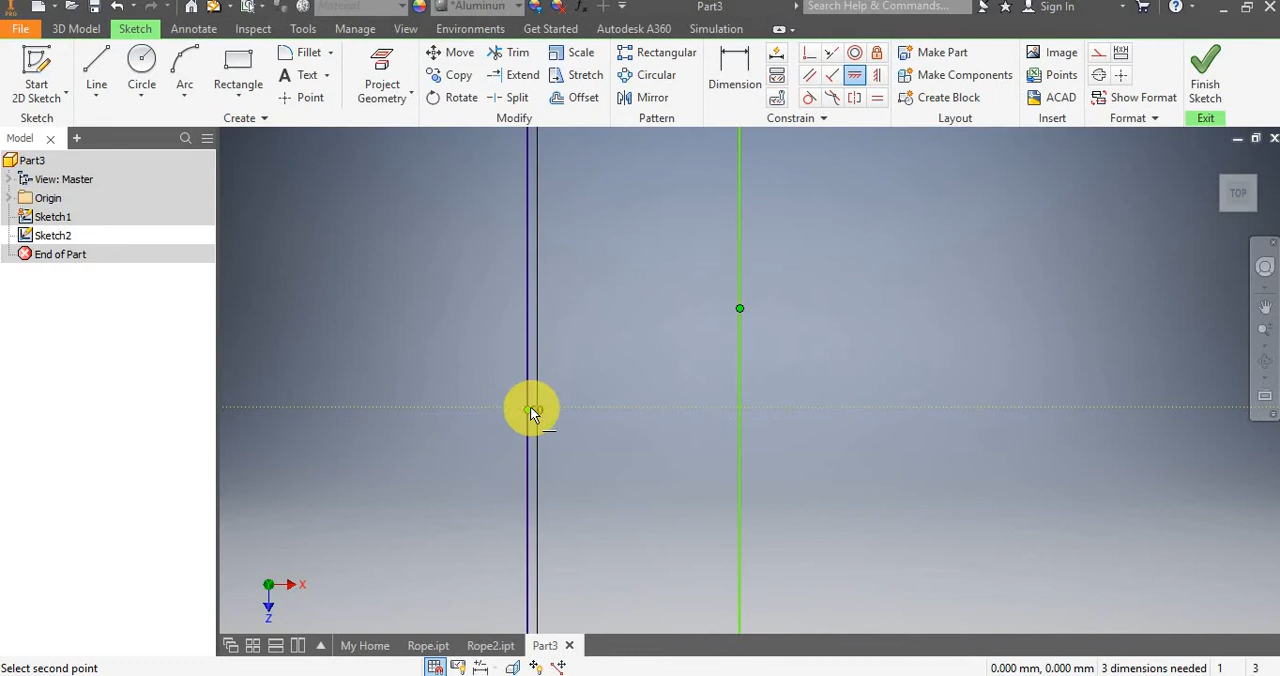 PRO Material *Aluminun Part3 Search Help & Commands... Sign In
File 3D Model Sketch Annotate Inspect Tools Manage View Environments Get Started Autodesk A360 Simulation
Start 2D Sketch Line Circle Arc Rectangle Fillet Text Point Project Geometry
Move Trim Scale
Copy Extend Stretch
Rotate Split Offset
Rectangular
Circular
Mirror
Dimension
Make Part
Make Components
Create Block
Image Points ACAD
Show Format
Finish Sketch
Sketch Create Modify Pattern Constrain Layout Insert Format Exit
Model
Part3
View: Master
Origin
Sketch1
Sketch2
End of Part
TOP
X
Z
My Home Rope.ipt Rope2.ipt Part3
Select second point 0.000 mm, 0.000 mm 3 dimensions needed 1 3